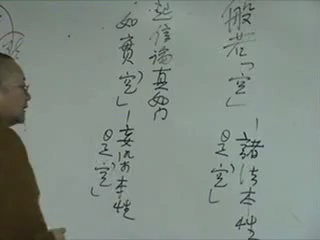 般若「空」－諸法本性
是「空」
起信論真如門
如實空」－妄染本性
是「空」